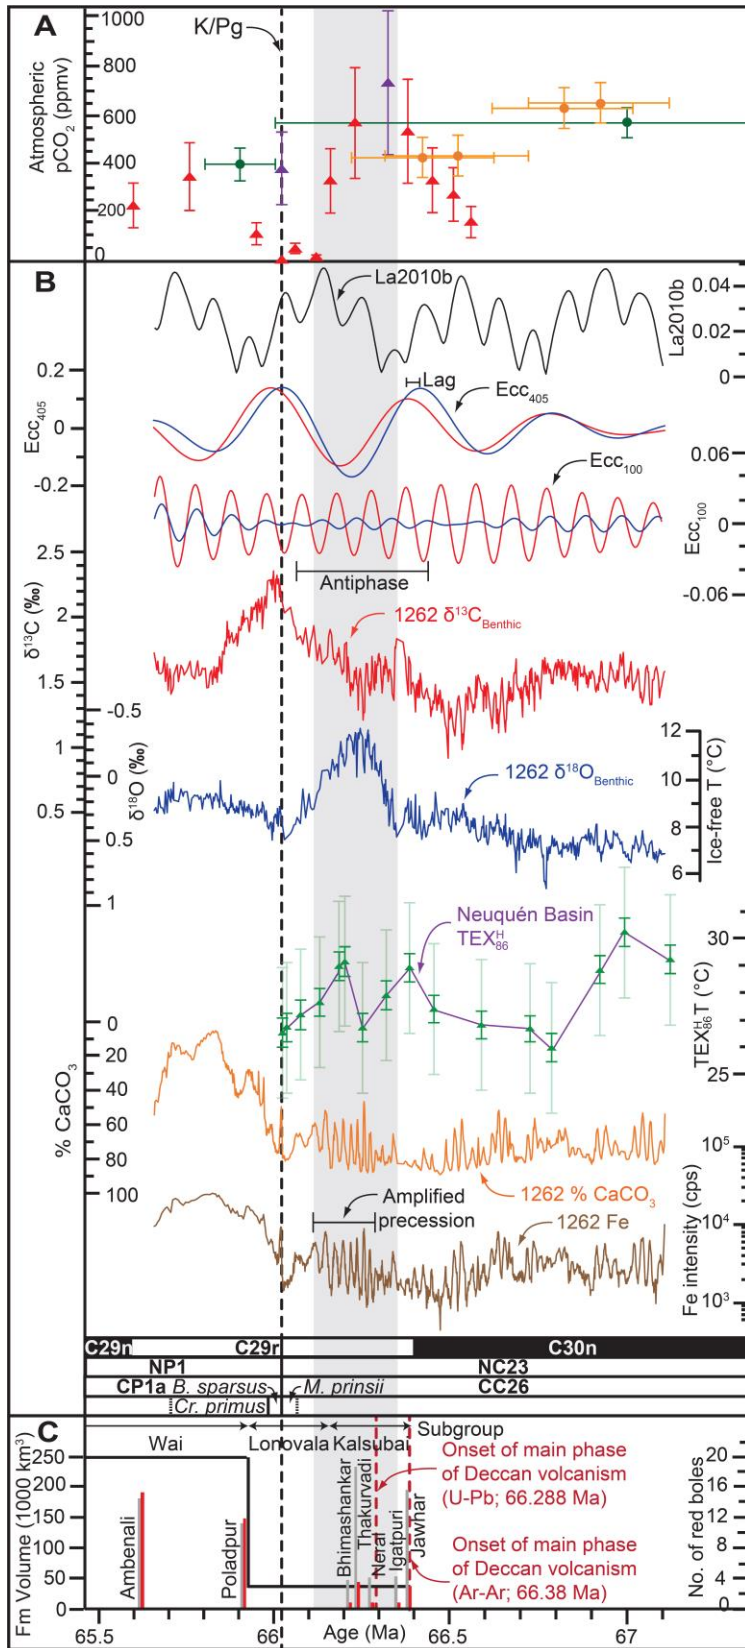 A
K/Pg
Atmospheric
pCO2 (ppmv)
1000
800
600
400
200
0
B
La2010b
0.04
0.02
0
La2010b
0.2
0
-0.2
Ecc405
Lag
Ecc405
Ecc100
0.06
0
-0.06
Ecc100
2.5
2
1.5
1
0.5
δ13C (‰)
Antiphase
1262 δ13CBenthic
-0.5
0
0.5
δ18O (‰)
1262 δ18OBenthic
12
10
8
6
Ice-free T (°C)
1
0
Neuquén Basin
TEXH86
30
25
TEXH86T (°C)
20
40
60
80
100
% CaCO3
1262 % CaCO3
Amplified
precession
1262 Fe
10⁵
10⁴
10³
Fe intensity (cps)
C29n
C29r
C30n
NP1
NC23
CP1a
B. sparsus
M. prinsii
CC26
Cr. primus
C
Subgroup
Wai
Lonovala
Kalsubai
250
200
150
100
50
0
Fm Volume (1000 km³)
Ambenali
Poladpur
Bhimashankar
Thakurvadi
Neral
Igatpuri
Jawhar
Onset of main phase
of Deccan volcanism
(U-Pb; 66.288 Ma)
Onset of main phase
of Deccan volcanism
(Ar-Ar; 66.38 Ma)
20
16
12
8
4
0
No. of red boles
65.5
66
Age (Ma)
66.5
67